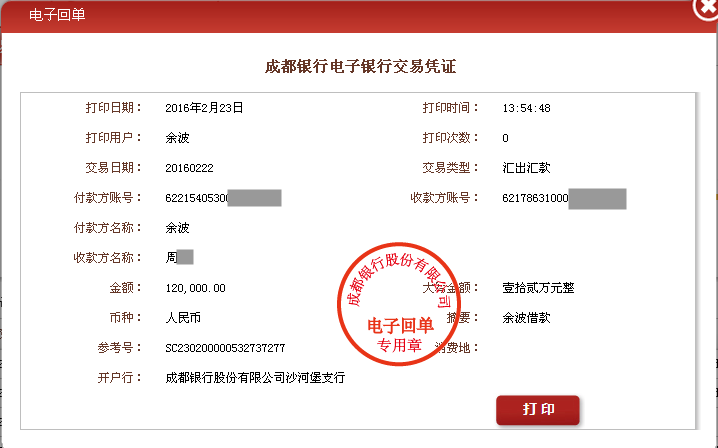 电子回单
成都银行电子银行交易凭证
打印日期： 2016年2月23日 打印时间： 13:54:48
打印用户： 余波 打印次数： 0
交易日期： 20160222 交易类型： 汇出汇款
付款方账号： 6221540530 收款方账号： 62178631000
付款方名称： 余波
收款方名称： 周
金额： 120,000.00 大写金额： 壹拾贰万元整
币种： 人民币 摘要： 余波借款
参考号： SC230200000532737277 消费地：
开户行： 成都银行股份有限公司沙河堡支行
成都银行股份有限公司
电子回单
专用章
打印